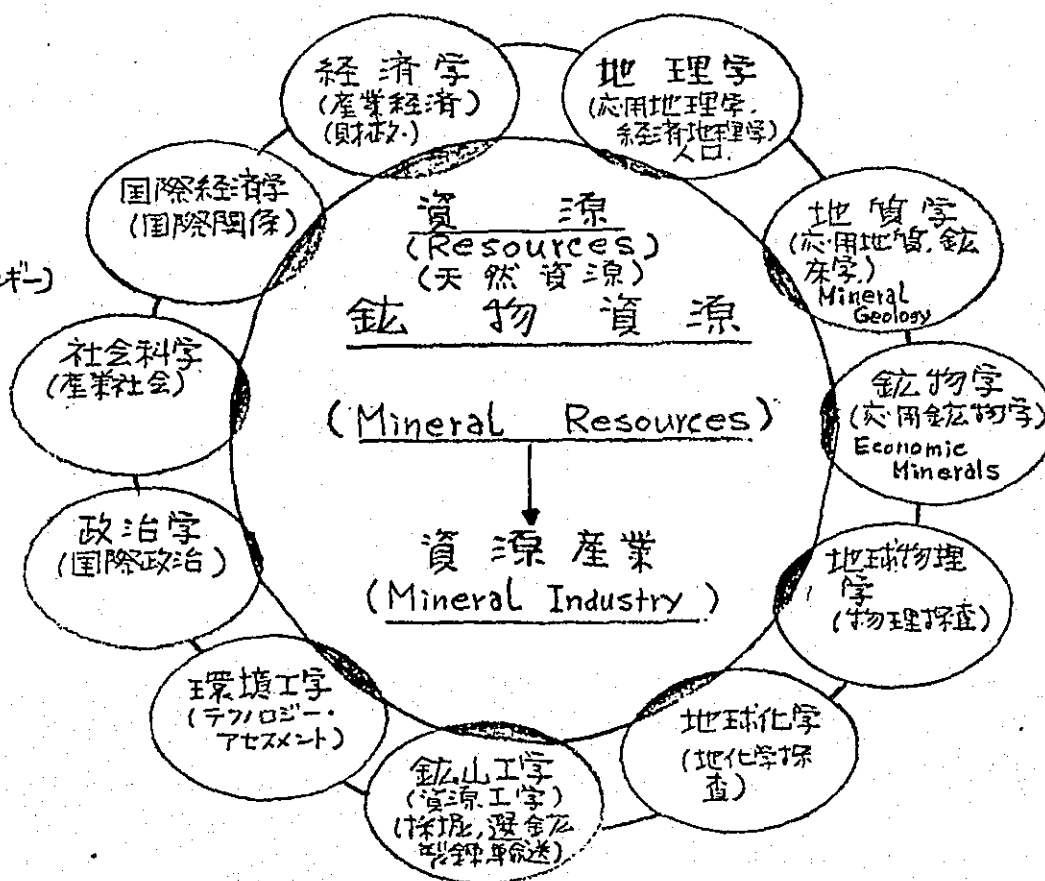 経済学
(産業経済)
(財政.)
地理学
(応用地理学.
経済地理学)
人口.
国際経済学
(国際関係)
資源
(Resources)
(天然資源)
鉱物資源
地質学
(応用地質,鉱
床学.)
Mineral
Geology
ギー]
社会科学
(産業社会)
(Mineral Resources)
鉱物学
(応用鉱物学)
Economic
Minerals
政治学
(国際政治)
資源産業
(Mineral Industry)
地球物理
学
(物理探査)
環境工学
(テクノロジー・
アセスメント)
地球化学
(地化学探
査)
鉱山工学
(資源工学)
(採掘,選鉱
製錬輸送)